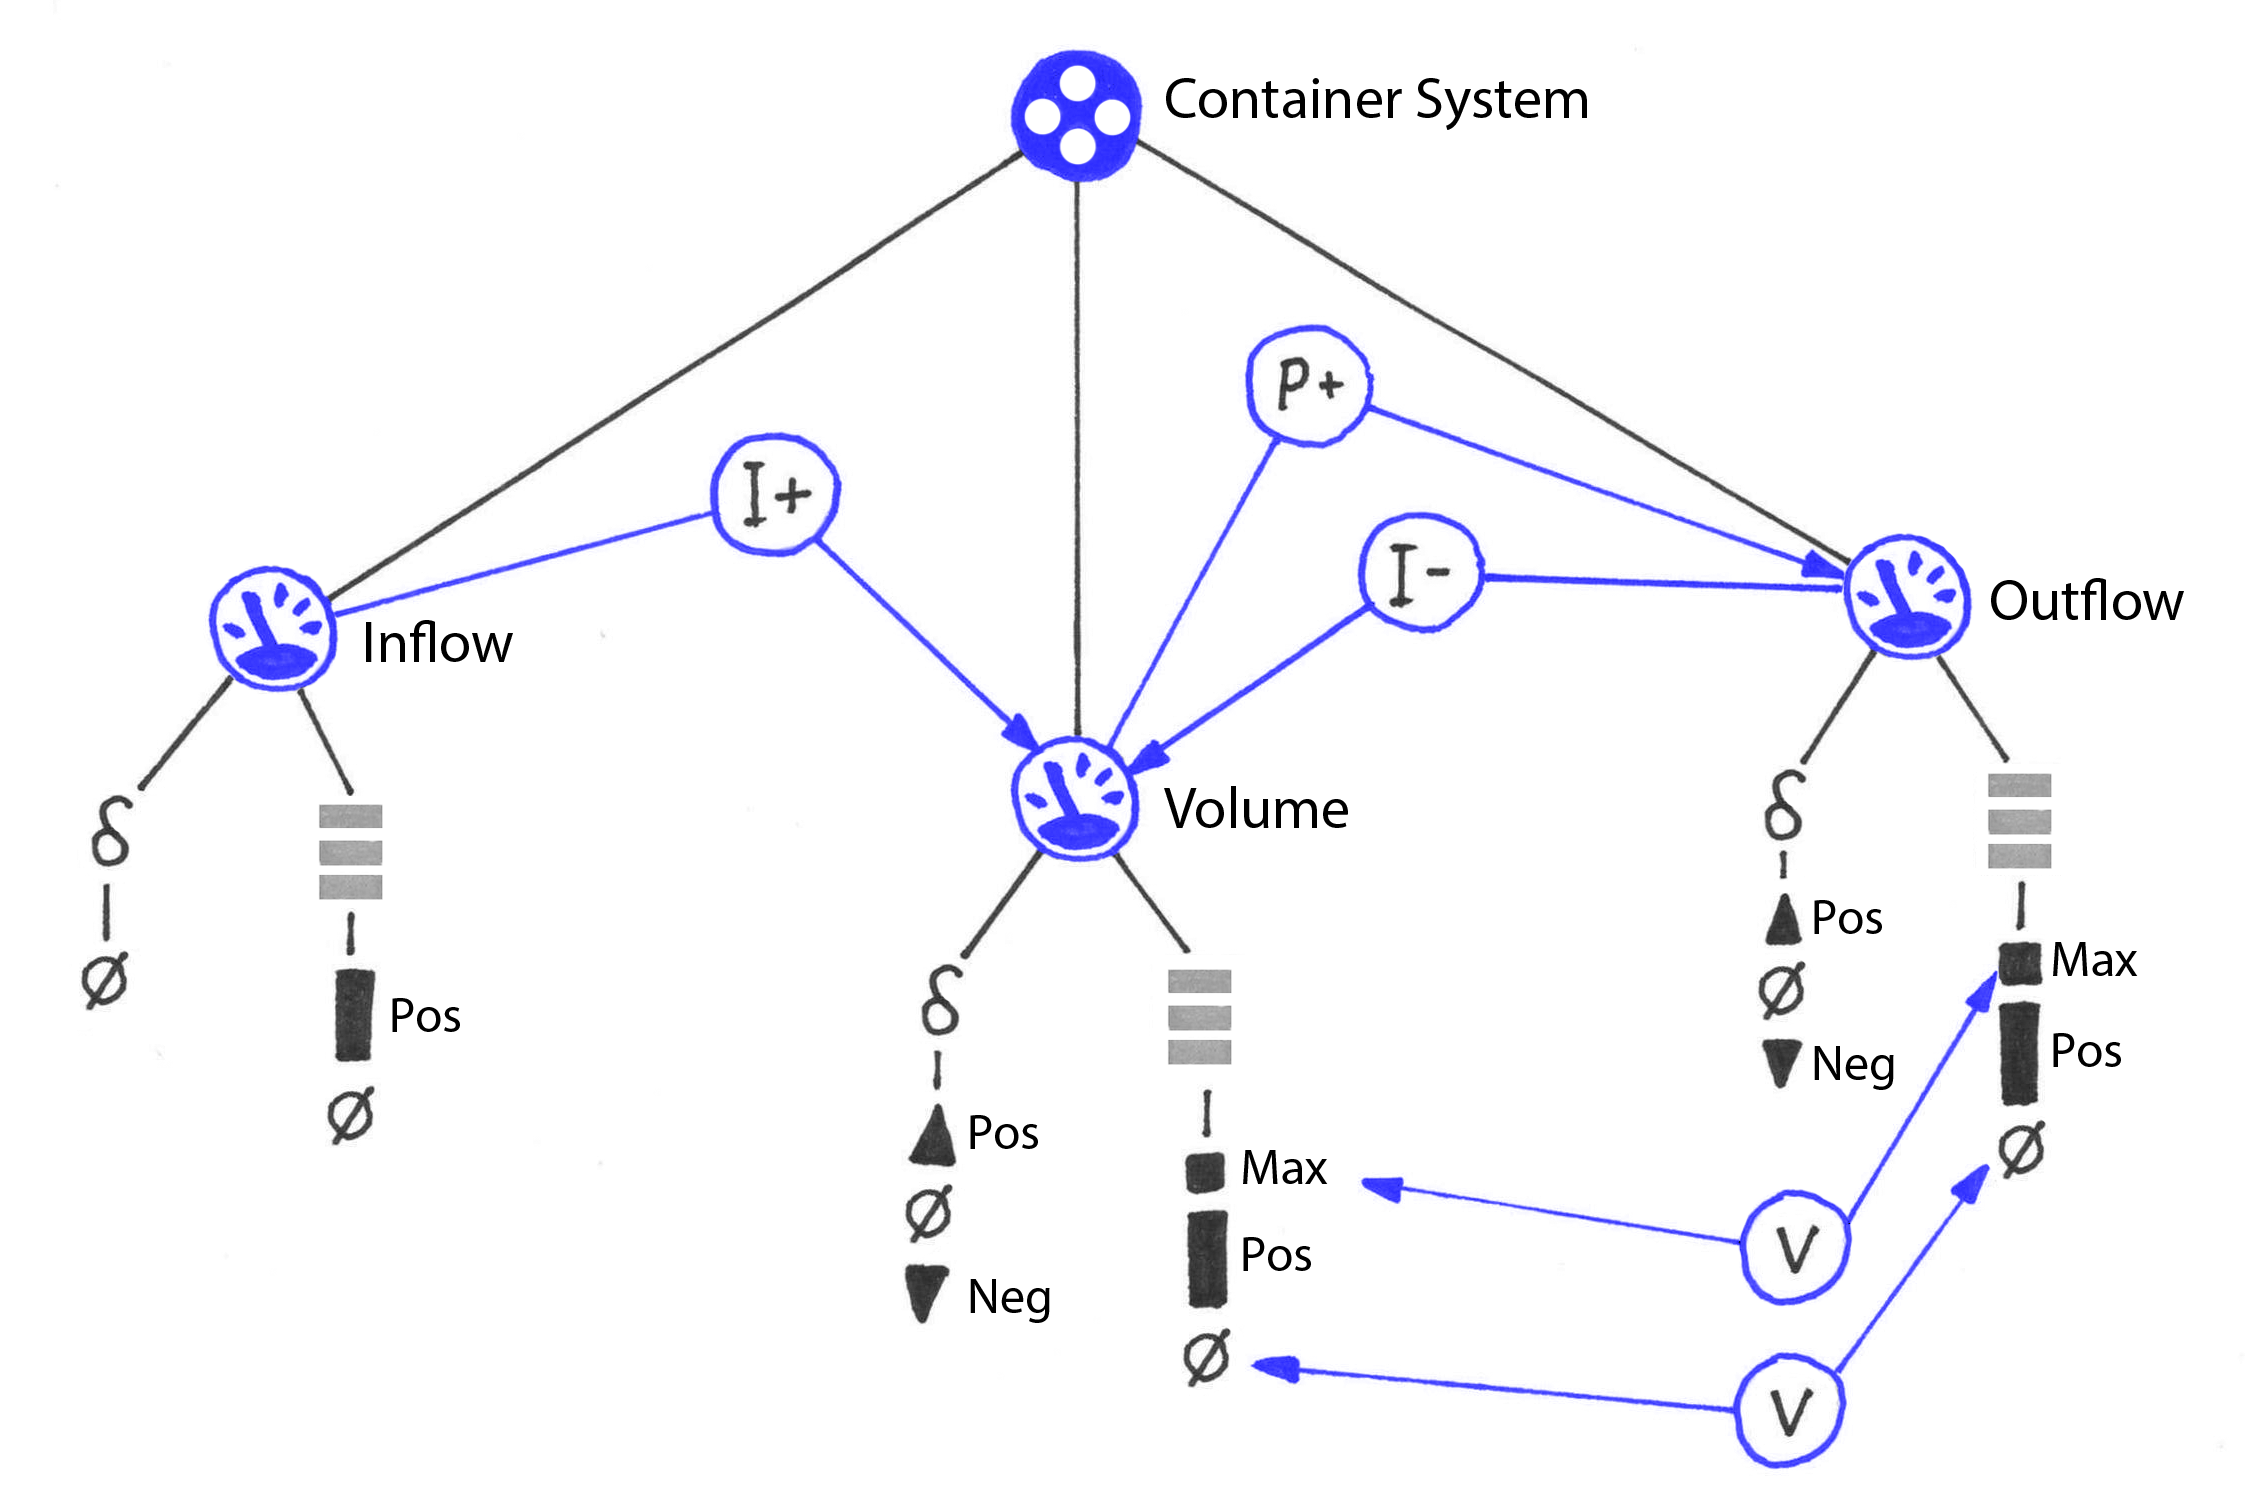 Container System
P+
I+
I-
Inflow
Outflow
Volume
δ
Ø
Pos
Ø
δ
Pos
Ø
Neg
Max
Pos
Ø
δ
Pos
Ø
Neg
Max
Pos
Ø
V
V